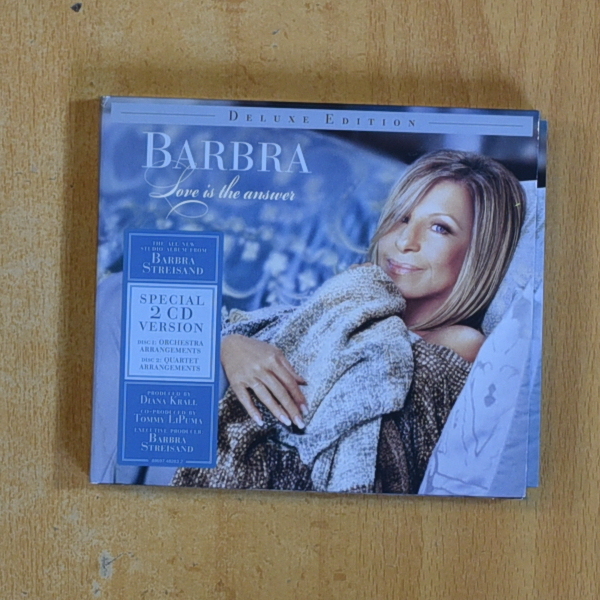 DELUXE EDITION
BARBRA
Love is the answer
THE ALL-NEW
STUDIO ALBUM FROM
BARBRA
STREISAND
SPECIAL
2 CD
VERSION
DISC 1: ORCHESTRA
ARRANGEMENTS
DISC 2: QUARTET
ARRANGEMENTS
PRODUCED BY
DIANA KRALL
CO-PRODUCED BY
TOMMY LIPUMA
EXECUTIVE PRODUCER
BARBRA
STREISAND